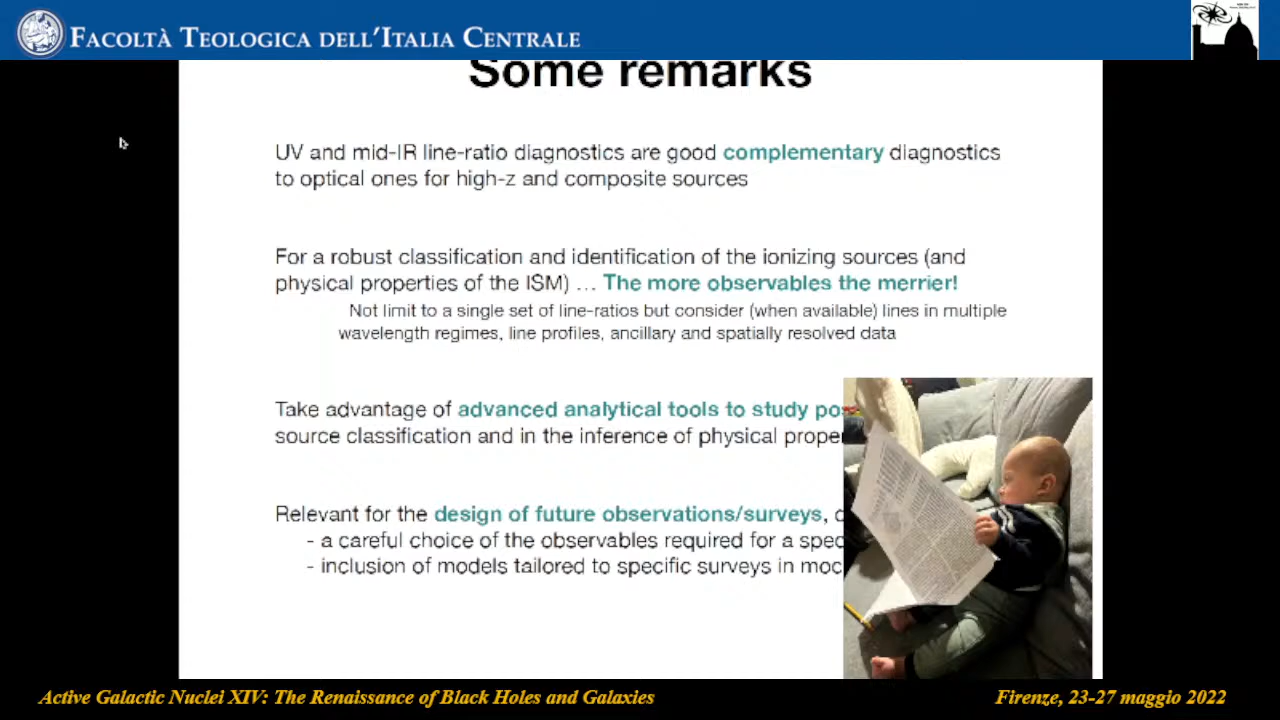 FACOLTÀ TEOLOGICA DELL'ITALIA CENTRALE
Some remarks
UV and mid-IR line-ratio diagnostics are good complementary diagnostics
to optical ones for high-z and composite sources
For a robust classification and identification of the ionizing sources (and
physical properties of the ISM) … The more observables the merrier!
Not limit to a single set of line-ratios but consider (when available) lines in multiple
wavelength regimes, line profiles, ancillary and spatially resolved data
Take advantage of advanced analytical tools to study
source classification and in the inference of physical
Relevant for the design of future observations/surveys,
- a careful choice of the observables required for a
- inclusion of models tailored to specific surveys in
Active Galactic Nuclei XIV: The Renaissance of Black Holes and Galaxies
Firenze, 23-27 maggio 2022